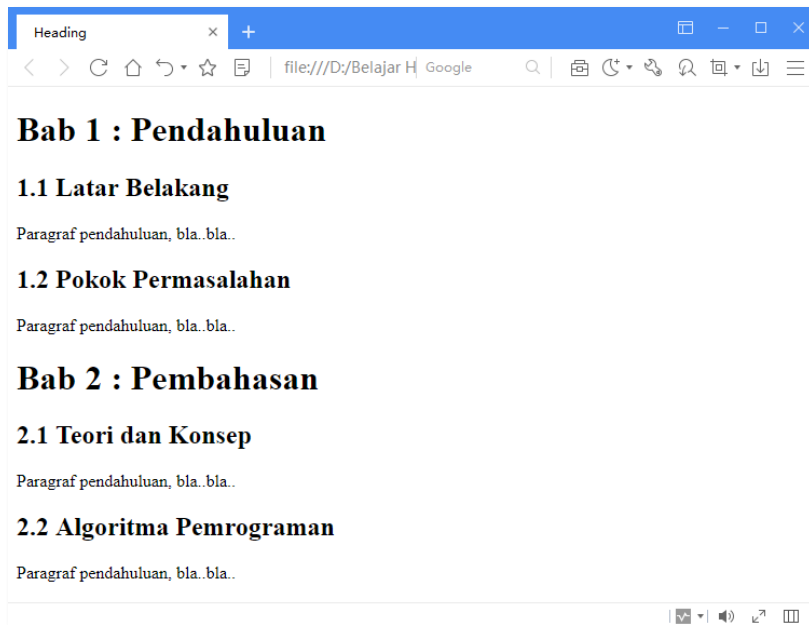 Heading
file:///D:/Belajar H Google
Bab 1 : Pendahuluan
1.1 Latar Belakang
Paragraf pendahuluan, bla..bla..
1.2 Pokok Permasalahan
Paragraf pendahuluan, bla..bla..
Bab 2 : Pembahasan
2.1 Teori dan Konsep
Paragraf pendahuluan, bla..bla..
2.2 Algoritma Pemrograman
Paragraf pendahuluan, bla..bla..